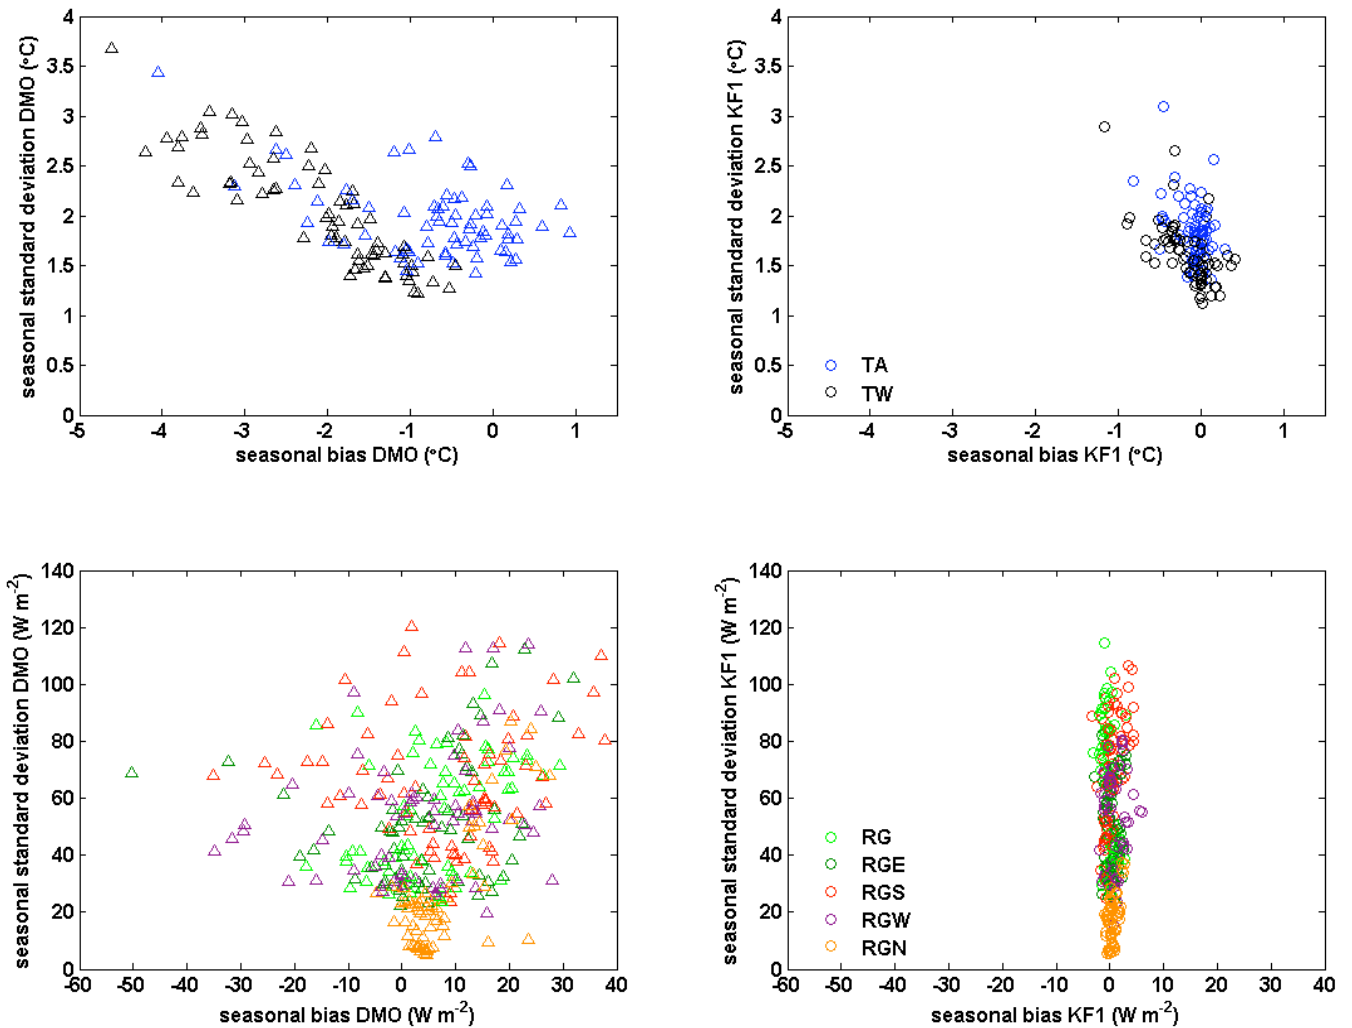 4
3.5
3
2.5
2
1.5
1
0.5
0
seasonal standard deviation DMO (°C)
-5 -4 -3 -2 -1 0 1
seasonal bias DMO (°C)
4
3.5
3
2.5
2
1.5
1
0.5
0
seasonal standard deviation KF1 (°C)
TA
TW
-5 -4 -3 -2 -1 0 1
seasonal bias KF1 (°C)
140
120
100
80
60
40
20
0
seasonal standard deviation DMO (W m-2)
-60 -50 -40 -30 -20 -10 0 10 20 30 40
seasonal bias DMO (W m-2)
140
120
100
80
60
40
20
0
seasonal standard deviation KF1 (W m-2)
RG
RGE
RGS
RGW
RGN
-60 -50 -40 -30 -20 -10 0 10 20 30 40
seasonal bias KF1 (W m-2)